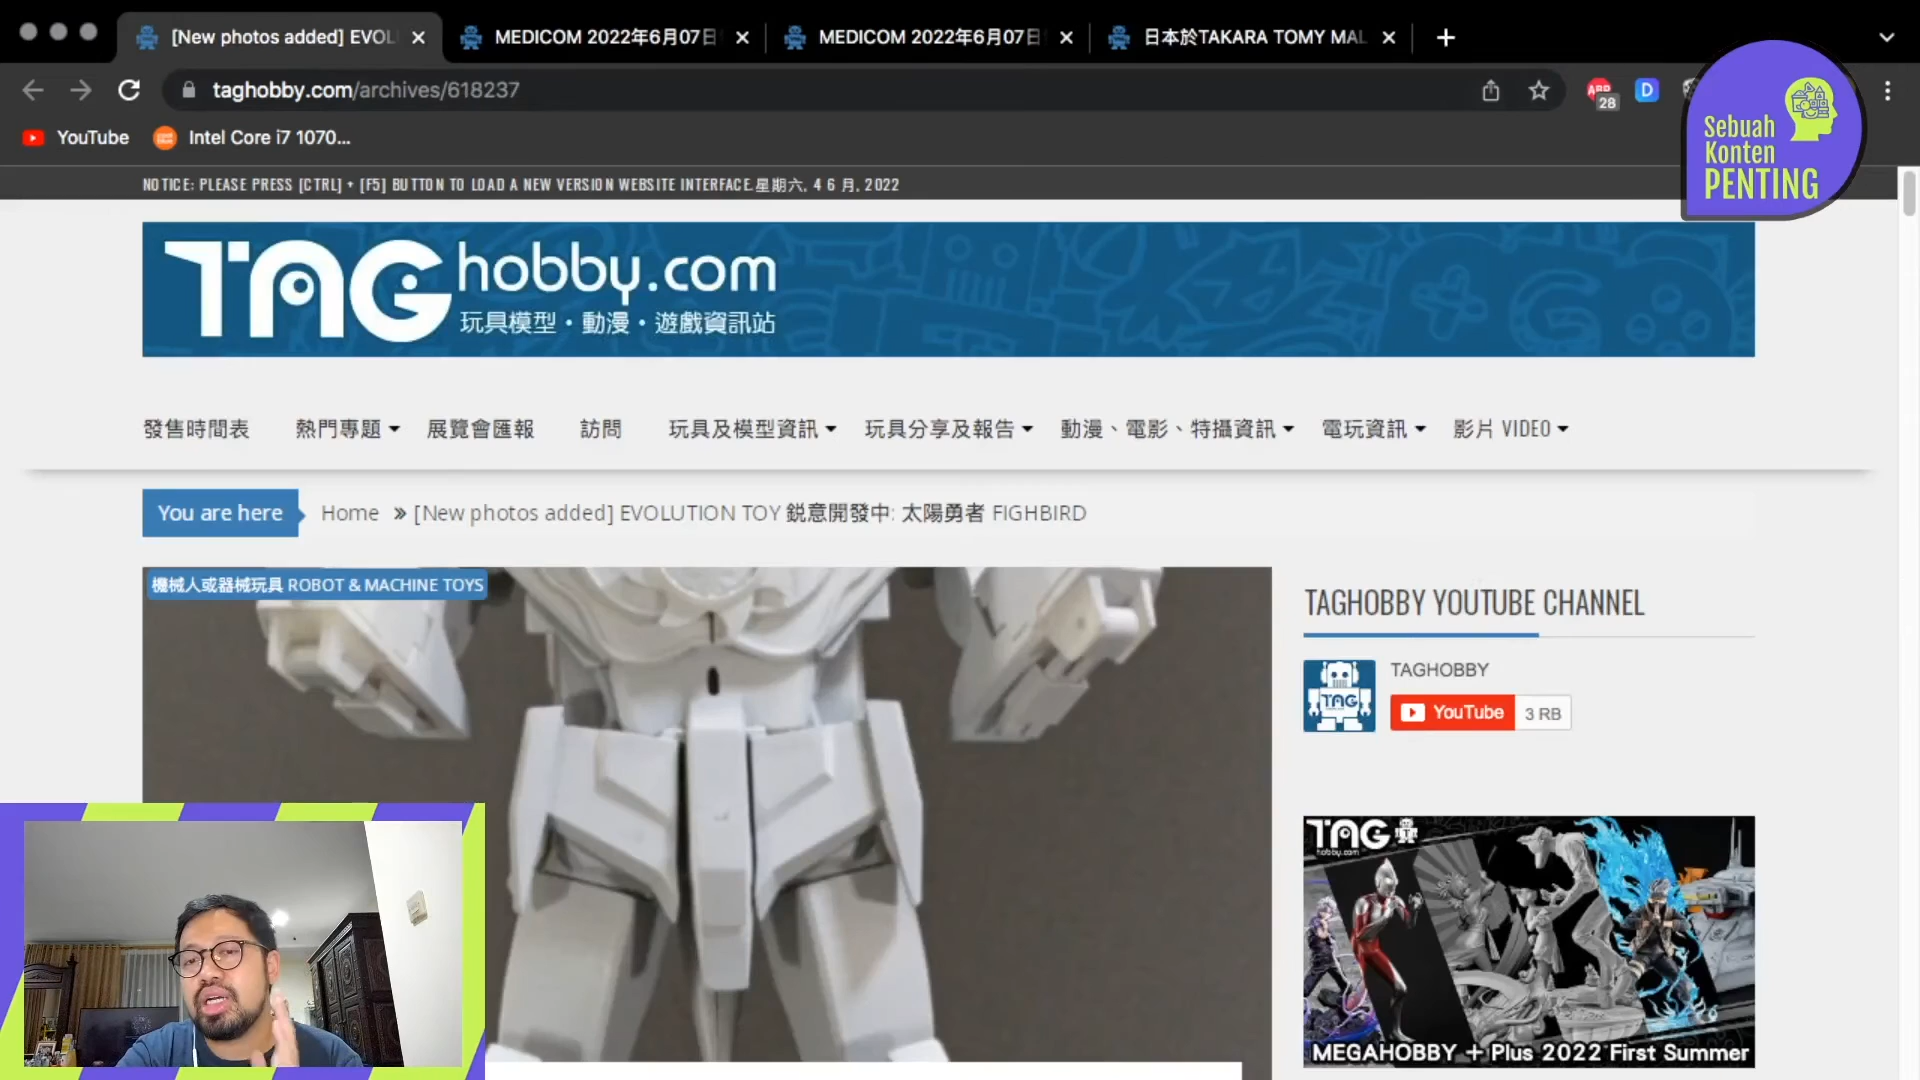 [New photos added] EVOL
MEDICOM 2022年6月07日
MEDICOM 2022年6月07日
日本於TAKARA TOMY MAL
taghobby.com/archives/618237
ABP
28
D
YouTube
Intel Core i7 1070...
Sebuah
Konten
PENTING
NOTICE: PLEASE PRESS [CTRL] + [F5] BUTTON TO LOAD A NEW VERSION WEBSITE INTERFACE.星期六, 4 6 月, 2022
TAG hobby.com
玩具模型・動漫・遊戲資訊站
發售時間表
熱門專題
展覽會匯報
訪問
玩具及模型資訊
玩具分享及報告
動漫、電影、特攝資訊
電玩資訊
影片 VIDEO
You are here
Home » [New photos added] EVOLUTION TOY 鋭意開發中: 太陽勇者 FIGHBIRD
機械人或器械玩具 ROBOT & MACHINE TOYS
TAGHOBBY YOUTUBE CHANNEL
TAG
TAGHOBBY
YouTube
3 RB
TAG
hobby.com
MEGAHOBBY + Plus 2022 First Summer